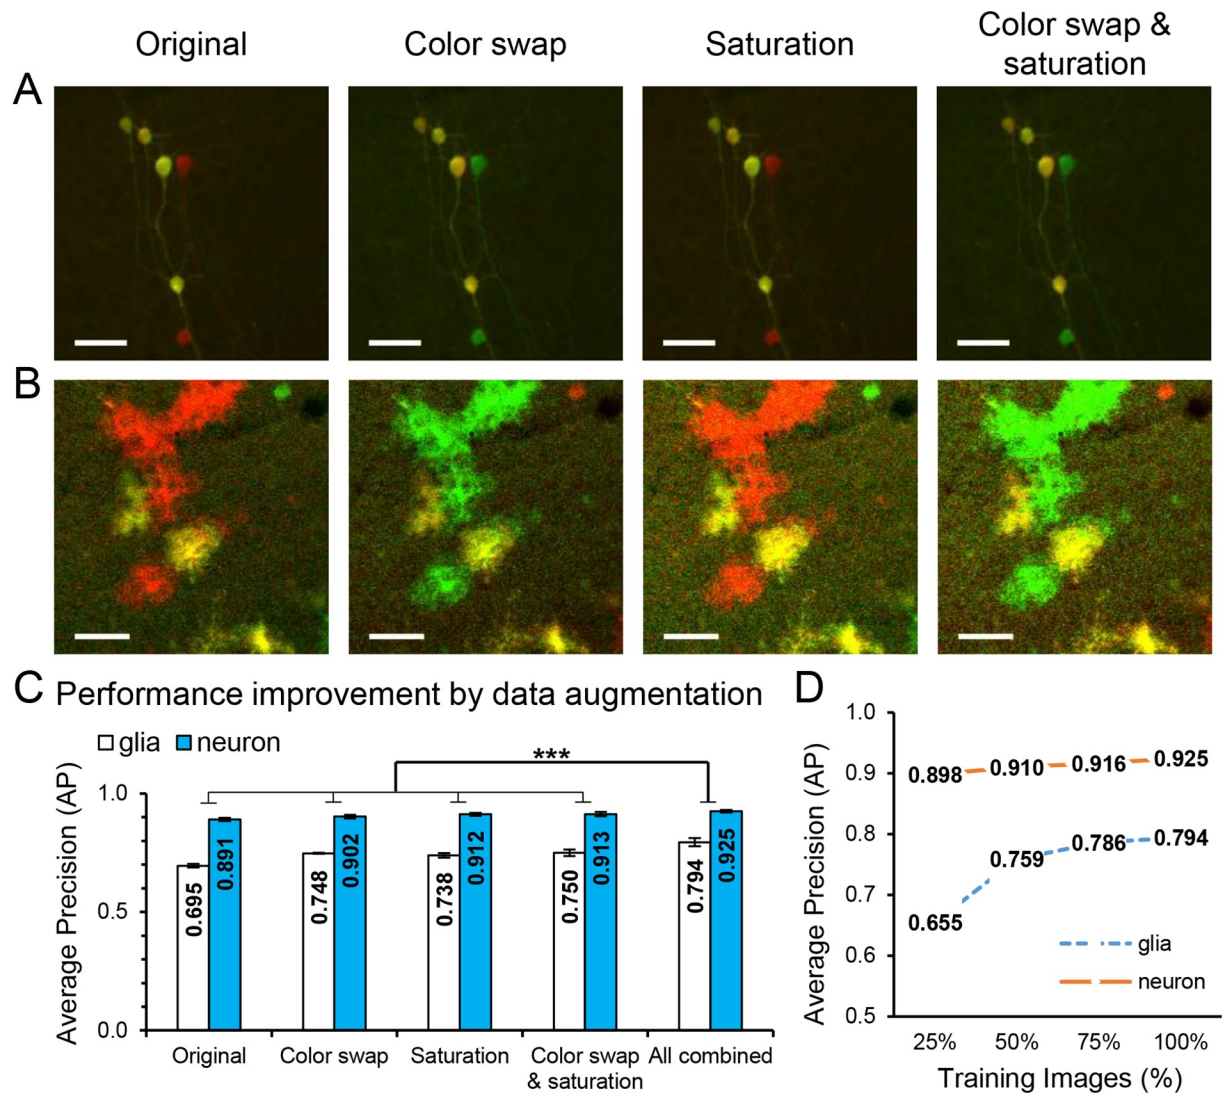 Original
Color swap
Saturation
Color swap &
saturation
A
B
C
Performance improvement by data augmentation
glia
neuron
***
Average Precision (AP)
1.0
0.5
0.0
0.695
0.891
0.748
0.902
0.738
0.912
0.750
0.913
0.794
0.925
Original
Color swap
Saturation
Color swap
& saturation
All combined
D
Average Precision (AP)
1.0
0.9
0.8
0.7
0.6
0.5
0.898
0.910
0.916
0.925
0.655
0.759
0.786
0.794
glia
neuron
25%
50%
75%
100%
Training Images (%)